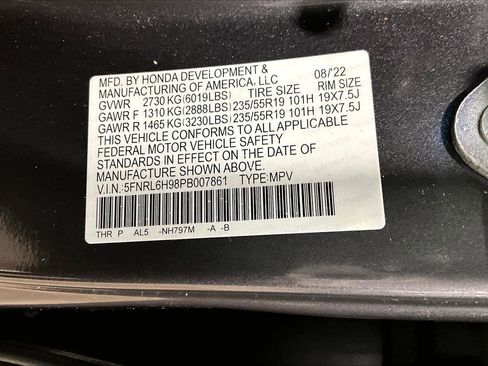 MFD. BY HONDA DEVELOPMENT & 08/22
MANUFACTURING OF AMERICA, LLC
GVWR 2730 KG(6019LBS) TIRE SIZE RIM SIZE
GAWR F 1310 KG(2888LBS) 235/55R19 101H 19X7.5J
GAWR R 1465 KG(3230LBS) 235/55R19 101H 19X7.5J
THIS VEHICLE CONFORMS TO ALL APPLICABLE
FEDERAL MOTOR VEHICLE SAFETY
STANDARDS IN EFFECT ON THE DATE OF
MANUFACTURE SHOWN ABOVE.
V.I.N.:5FNRL6H98PB007861 TYPE:MPV
THR P AL5 -NH797M -A -B